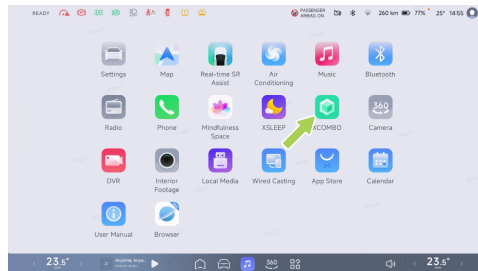 READY
PASSENGER AIRBAG ON
260 km 77% 25° 14:55
Settings
Map
Real-time SR Assist
Air Conditioning
Music
Bluetooth
Radio
Phone
Mindfulness Space
XSLEEP
XCOMBO
360
Camera
DVR
Interior Footage
Local Media
Wired Casting
App Store
Calendar
User Manual
Browser
23.5°
Anytime, Anyw..
360
23.5°